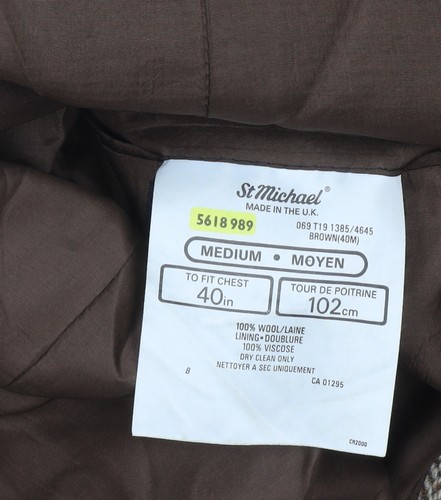 St Michael®
MADE IN THE U.K.
5618 989
069 T19 1385/4645
BROWN(40M)
MEDIUM • MOYEN
TO FIT CHEST
40in
TOUR DE POITRINE
102cm
100% WOOL/LAINE
LINING•DOUBLURE
100% VISCOSE
DRY CLEAN ONLY
NETTOYER A SEC UNIQUEMENT
8
CA 01295
CR2000